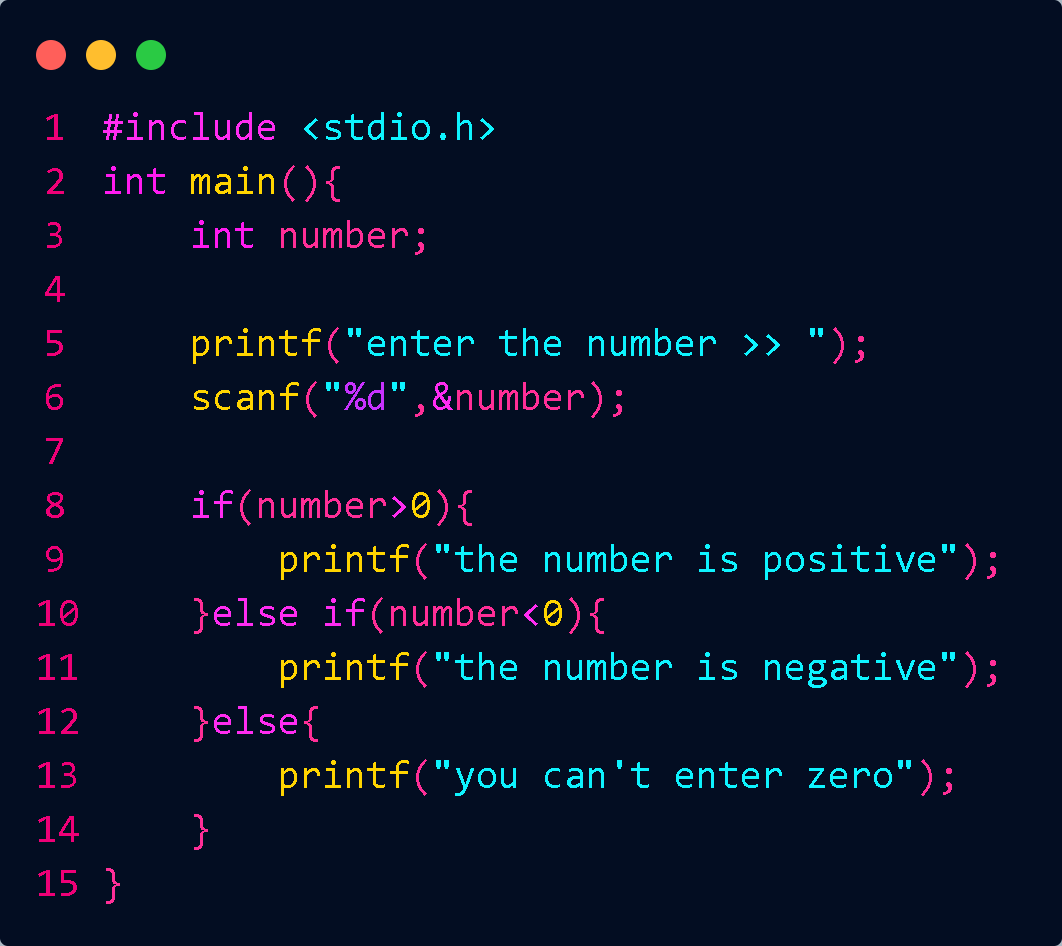 1 #include <stdio.h>
2 int main(){
3     int number;
4
5     printf("enter the number >> ");
6     scanf("%d",&number);
7
8     if(number>0){
9         printf("the number is positive");
10     }else if(number<0){
11         printf("the number is negative");
12     }else{
13         printf("you can't enter zero");
14     }
15 }